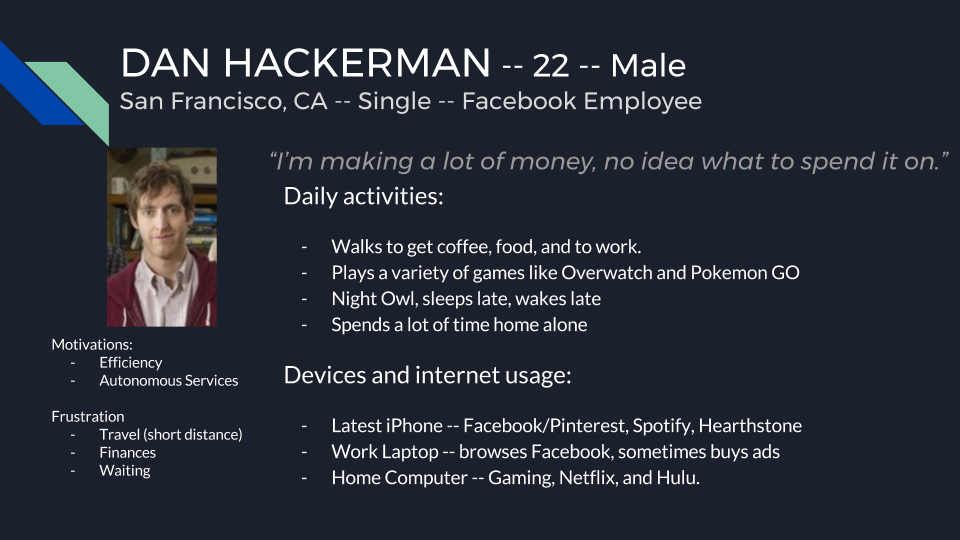 DAN HACKERMAN -- 22 -- Male
San Francisco, CA -- Single -- Facebook Employee
“I’m making a lot of money, no idea what to spend it on.”
Daily activities:
- Walks to get coffee, food, and to work.
- Plays a variety of games like Overwatch and Pokemon GO
- Night Owl, sleeps late, wakes late
- Spends a lot of time home alone
Motivations:
- Efficiency
- Autonomous Services
Frustration
- Travel (short distance)
- Finances
- Waiting
Devices and internet usage:
- Latest iPhone -- Facebook/Pinterest, Spotify, Hearthstone
- Work Laptop -- browses Facebook, sometimes buys ads
- Home Computer -- Gaming, Netflix, and Hulu.